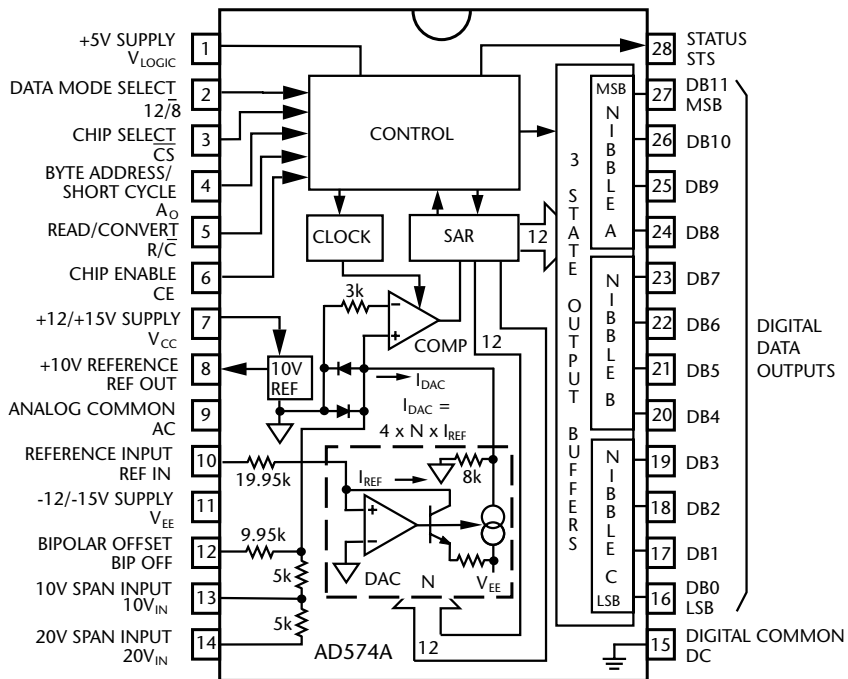 +5V SUPPLY
VLOGIC
1
DATA MODE SELECT
12/8̅
2
CHIP SELECT
C̅S̅
3
BYTE ADDRESS/
SHORT CYCLE
AO
4
READ/CONVERT
R/C̅
5
CHIP ENABLE
CE
6
+12/+15V SUPPLY
VCC
7
+10V REFERENCE
REF OUT
8
ANALOG COMMON
AC
9
REFERENCE INPUT
REF IN
10
-12/-15V SUPPLY
VEE
11
BIPOLAR OFFSET
BIP OFF
12
10V SPAN INPUT
10VIN
13
20V SPAN INPUT
20VIN
14
CONTROL
CLOCK
SAR
12
3k
COMP
12
10V
REF
IDAC
IDAC =
4 x N x IREF
19.95k
IREF
8k
9.95k
5k
5k
DAC
N
VEE
12
AD574A
3 STATE OUTPUT BUFFERS
MSB
NIBBLE A
NIBBLE B
NIBBLE C
LSB
28
STATUS
STS
27
DB11
MSB
26
DB10
25
DB9
24
DB8
23
DB7
22
DB6
21
DB5
20
DB4
19
DB3
18
DB2
17
DB1
16
DB0
LSB
15
DIGITAL COMMON
DC
DIGITAL
DATA
OUTPUTS
+
−
+
−